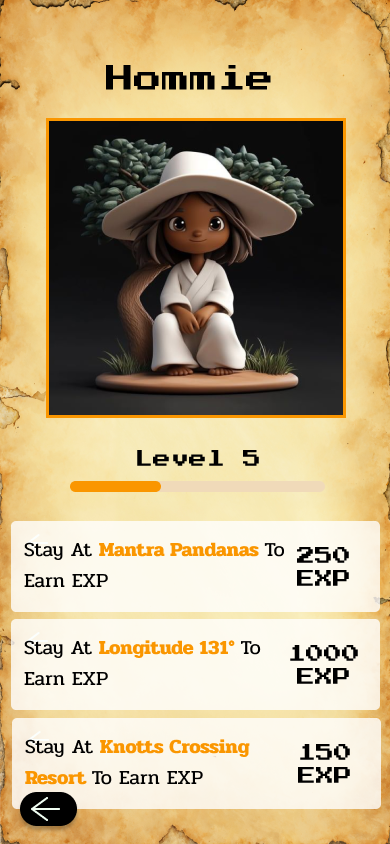 Hommie
Level 5
Stay At Mantra Pandanas To
Earn EXP
250
EXP
Stay At Longitude 131° To
Earn EXP
1000
EXP
Stay At Knotts Crossing
Resort To Earn EXP
150
EXP